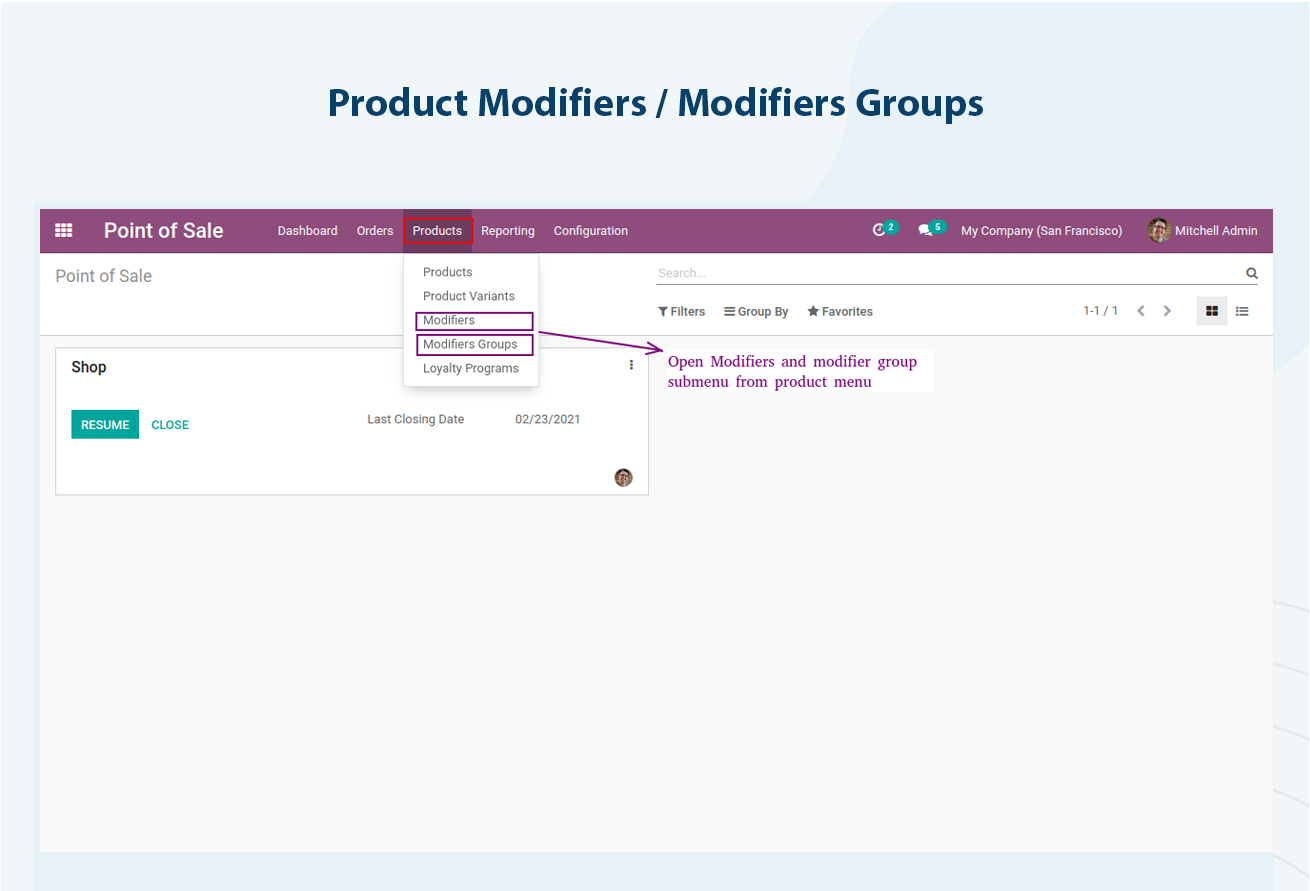 Product Modifiers / Modifiers Groups
Point of Sale
Dashboard
Orders
Products
Reporting
Configuration
2
5
My Company (San Francisco)
Mitchell Admin
Point of Sale
Search...
Filters
Group By
Favorites
1-1 / 1
Products
Product Variants
Modifiers
Modifiers Groups
Loyalty Programs
Open Modifiers and modifier group
submenu from product menu
Shop
RESUME
CLOSE
Last Closing Date
02/23/2021